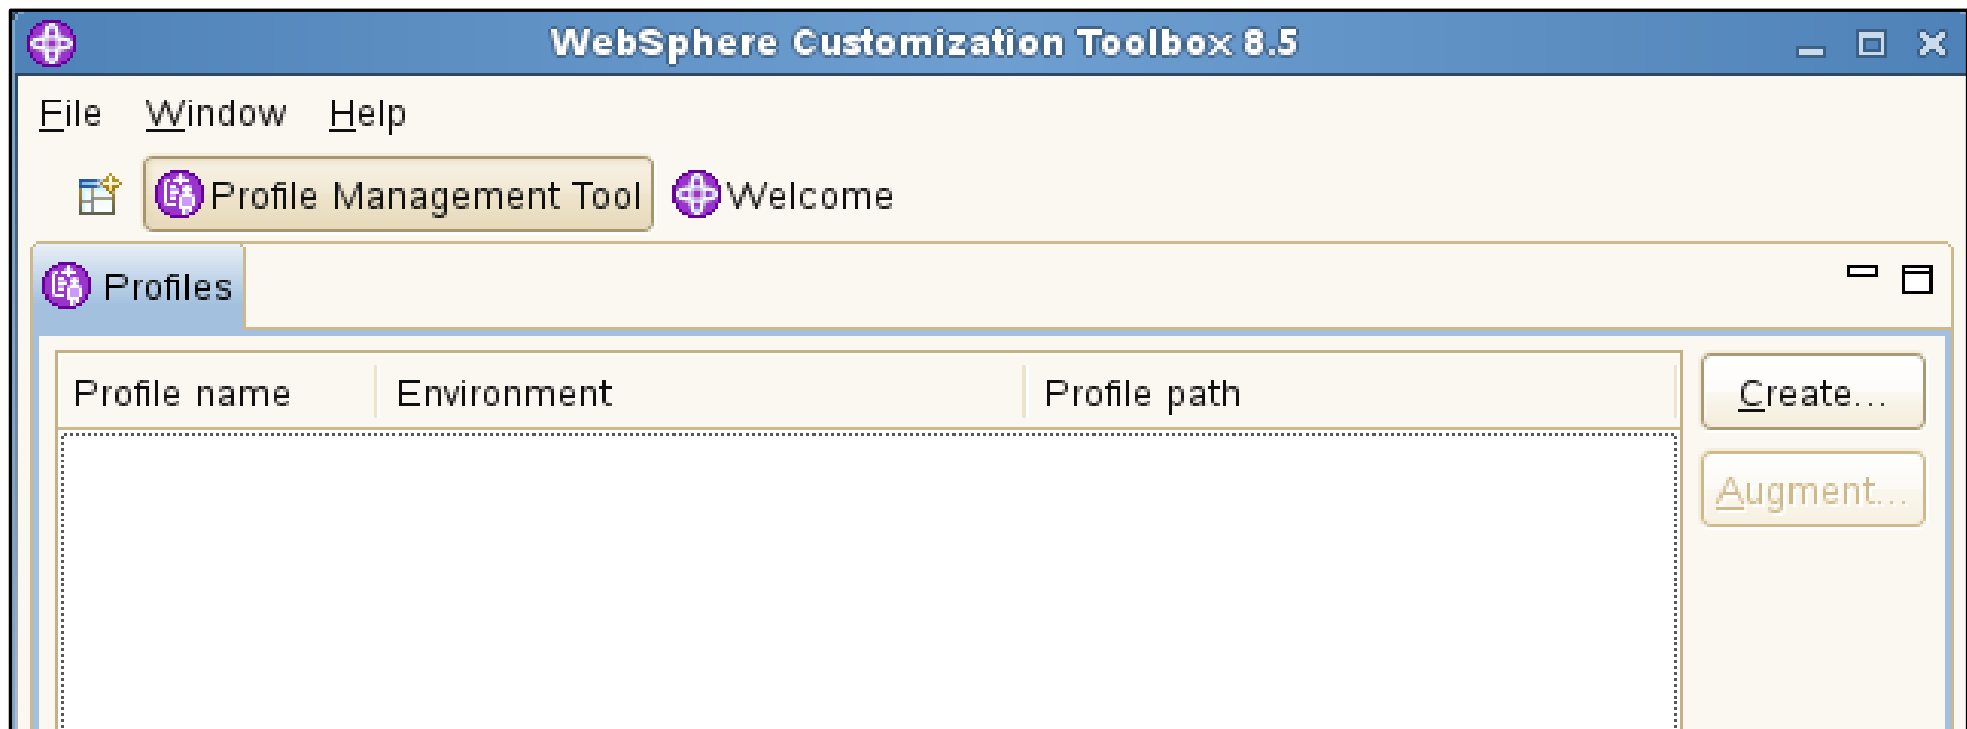 WebSphere Customization Toolbox 8.5
File Window Help
Profile Management Tool Welcome
Profiles
Profile name Environment Profile path Create...
Augment...